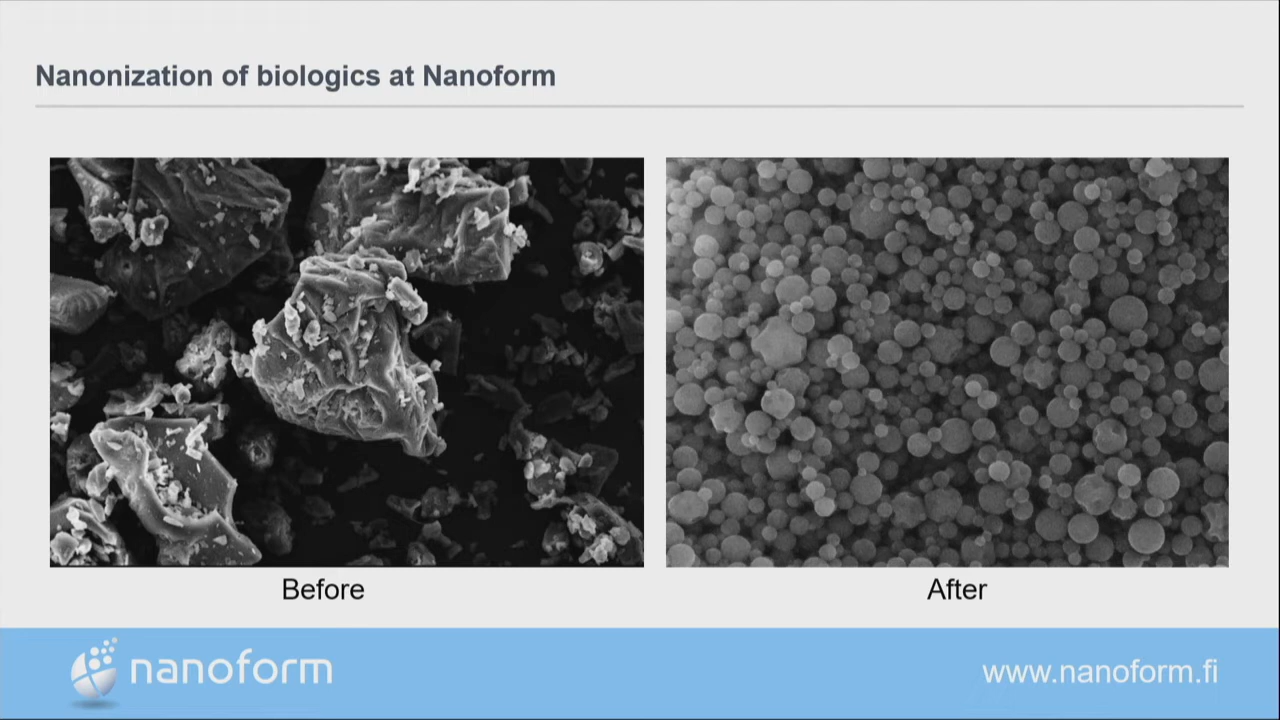 Nanonization of biologics at Nanoform
Before
After
nanoform
www.nanoform.fi